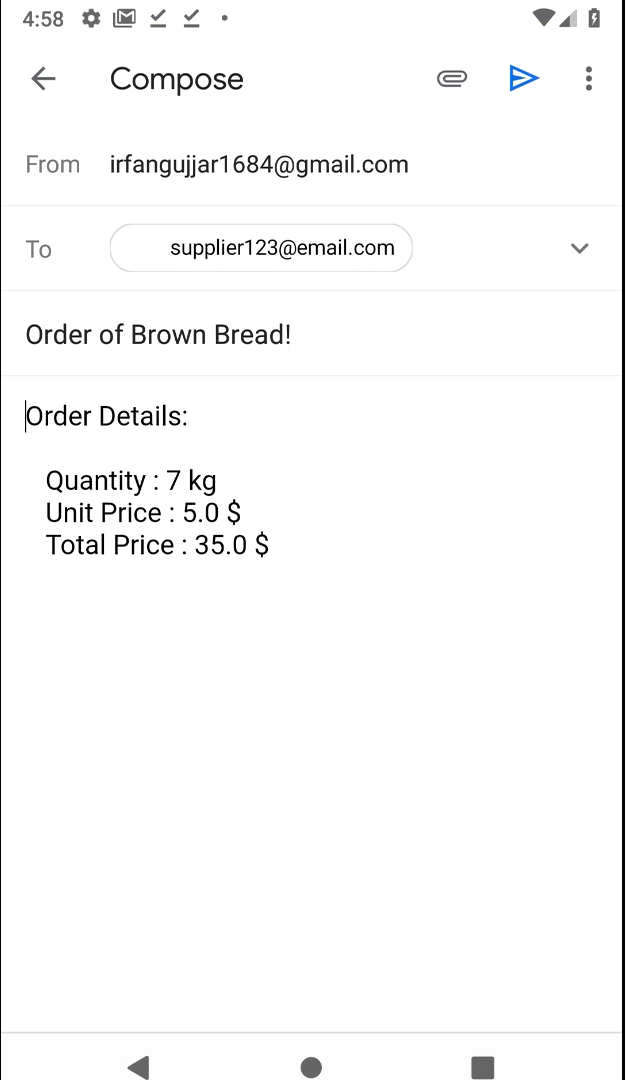 4:58
Compose
From irfangujjar1684@gmail.com
To supplier123@email.com
Order of Brown Bread!
Order Details:
Quantity : 7 kg
Unit Price : 5.0 $
Total Price : 35.0 $